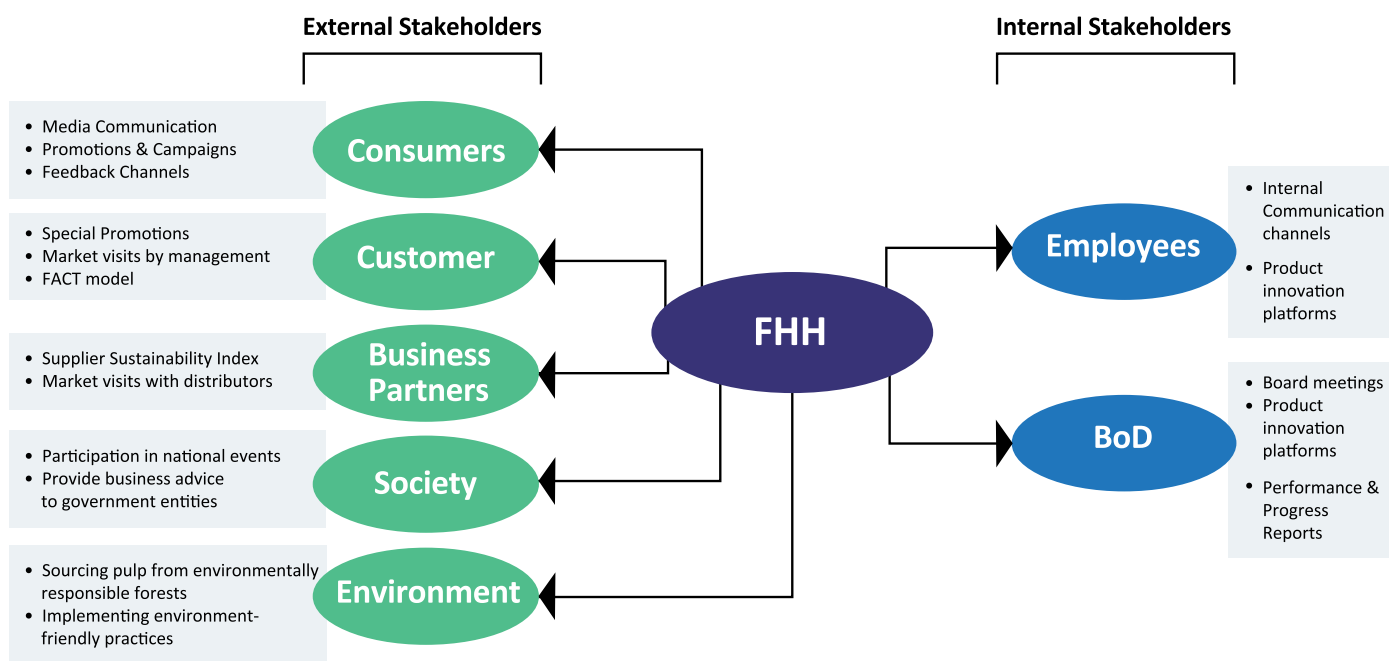 External Stakeholders
Internal Stakeholders
• Media Communication
• Promotions & Campaigns
• Feedback Channels
Consumers
• Special Promotions
• Market visits by management
• FACT model
Customer
• Supplier Sustainability Index
• Market visits with distributors
Business
Partners
• Participation in national events
• Provide business advice
to government entities
Society
• Sourcing pulp from environmentally
responsible forests
• Implementing environment-
friendly practices
Environment
FHH
Employees
• Internal
Communication
channels
• Product
innovation
platforms
BoD
• Board meetings
• Product
innovation
platforms
• Performance &
Progress
Reports